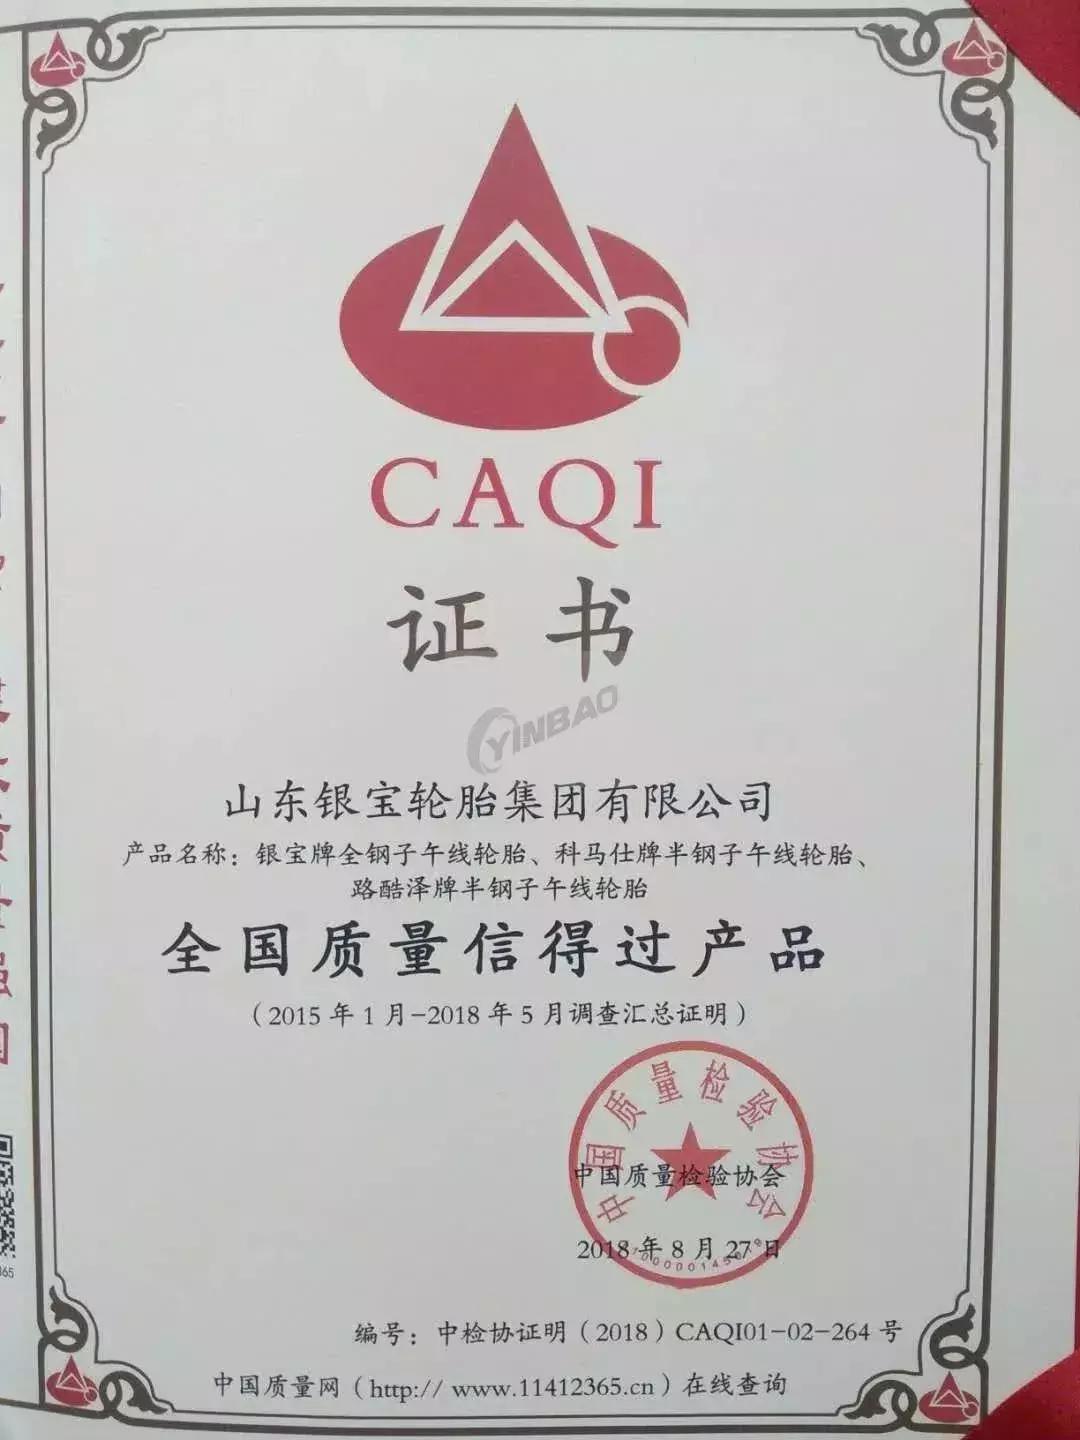 CAQI
证书
YINBAO
山东银宝轮胎集团有限公司
产品名称：银宝牌全钢子午线轮胎、科马仕牌半钢子午线轮胎、
路酷泽牌半钢子午线轮胎
全国质量信得过产品
（2015年1月-2018年5月调查汇总证明）
中国质量检验协会
中国质量检验协会
2018年8月27日
编号：中检协证明（2018）CAQI01-02-264号
中国质量网（http:// www.11412365.cn）在线查询